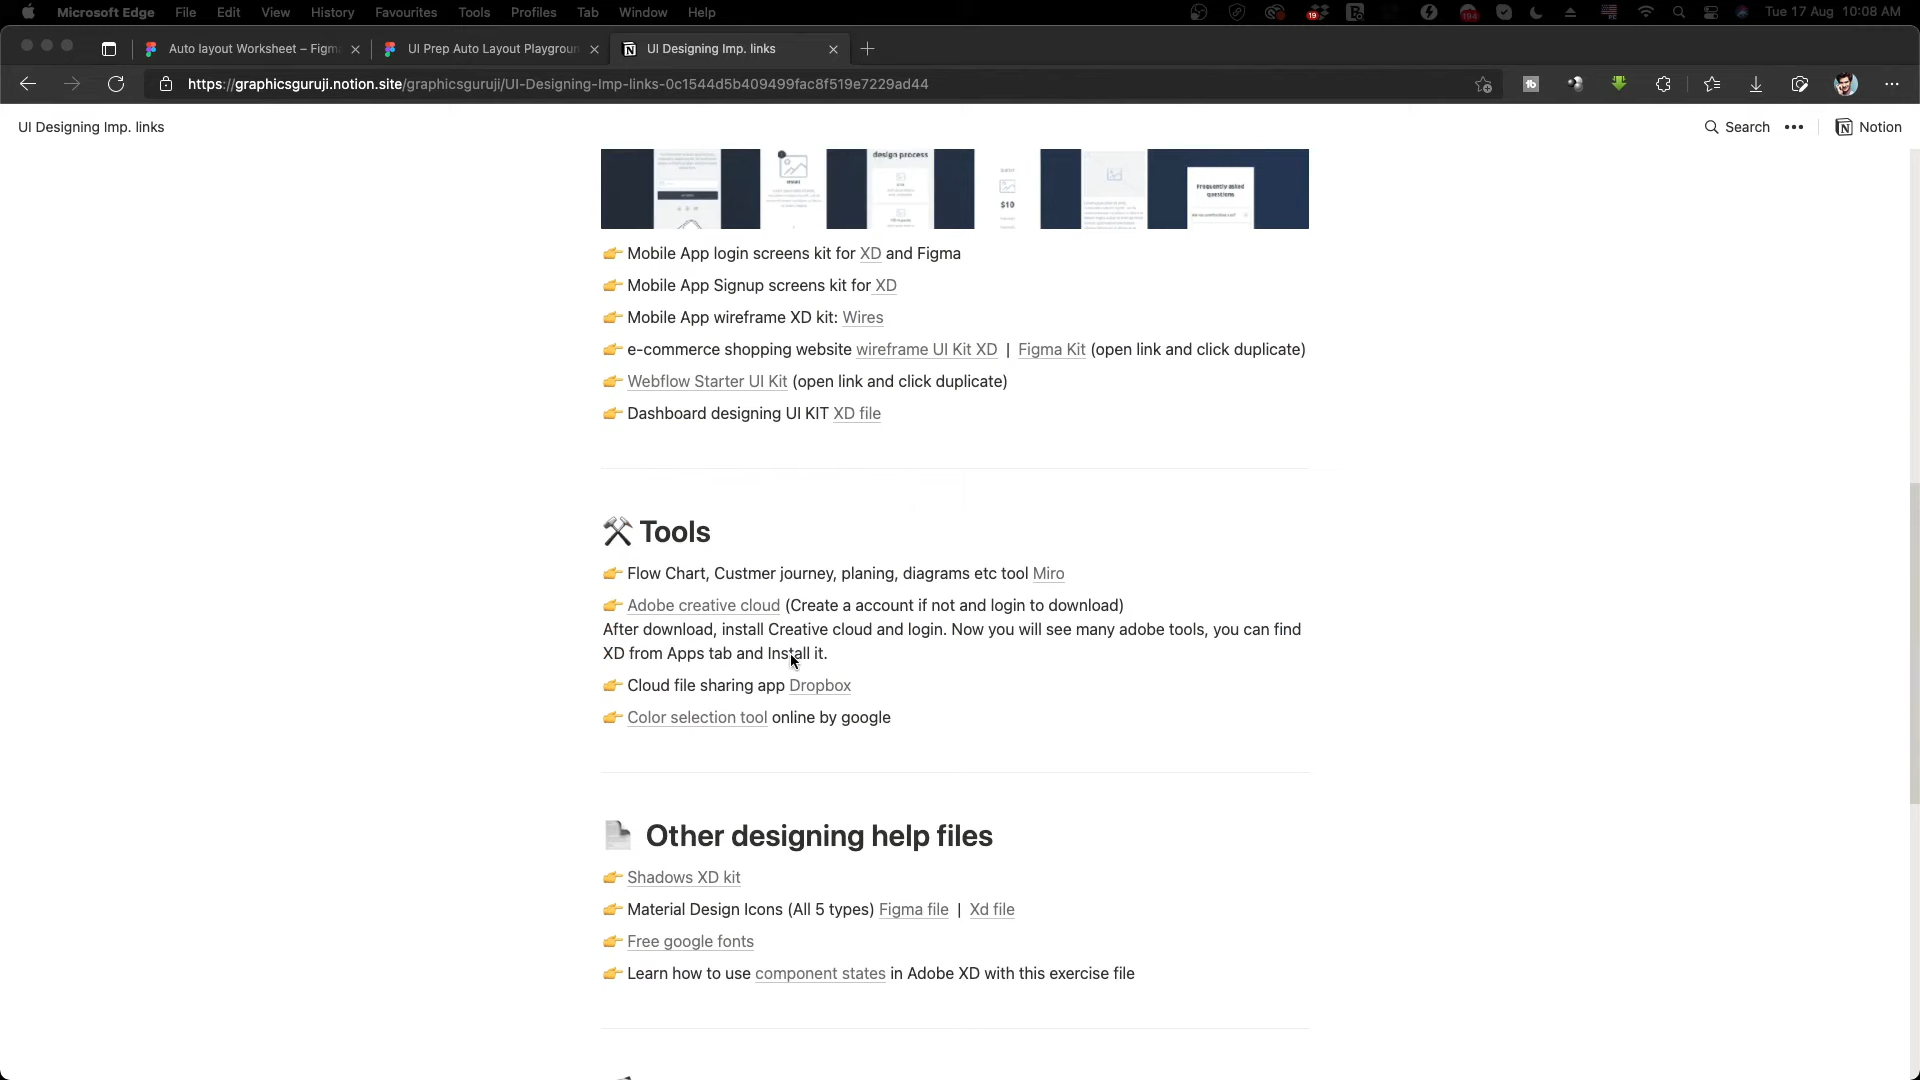 Microsoft Edge File Edit View History Favourites Tools Profiles Tab Window Help 19 194 Tue 17 Aug 10:08 AM
Auto layout Worksheet – Figm UI Prep Auto Layout Playgroun UI Designing Imp. links
https://graphicsguruji.notion.site/graphicsguruji/UI-Designing-Imp-links-0c1544d5b409499fac8f519e7229ad44
UI Designing Imp. links Search Notion
design process
Frequently asked
questions
$10
👉 Mobile App login screens kit for XD and Figma
👉 Mobile App Signup screens kit for XD
👉 Mobile App wireframe XD kit: Wires
👉 e-commerce shopping website wireframe UI Kit XD | Figma Kit (open link and click duplicate)
👉 Webflow Starter UI Kit (open link and click duplicate)
👉 Dashboard designing UI KIT XD file
⚒️ Tools
👉 Flow Chart, Custmer journey, planing, diagrams etc tool Miro
👉 Adobe creative cloud (Create a account if not and login to download)
After download, install Creative cloud and login. Now you will see many adobe tools, you can find
XD from Apps tab and Install it.
👉 Cloud file sharing app Dropbox
👉 Color selection tool online by google
📄 Other designing help files
👉 Shadows XD kit
👉 Material Design Icons (All 5 types) Figma file | Xd file
👉 Free google fonts
👉 Learn how to use component states in Adobe XD with this exercise file